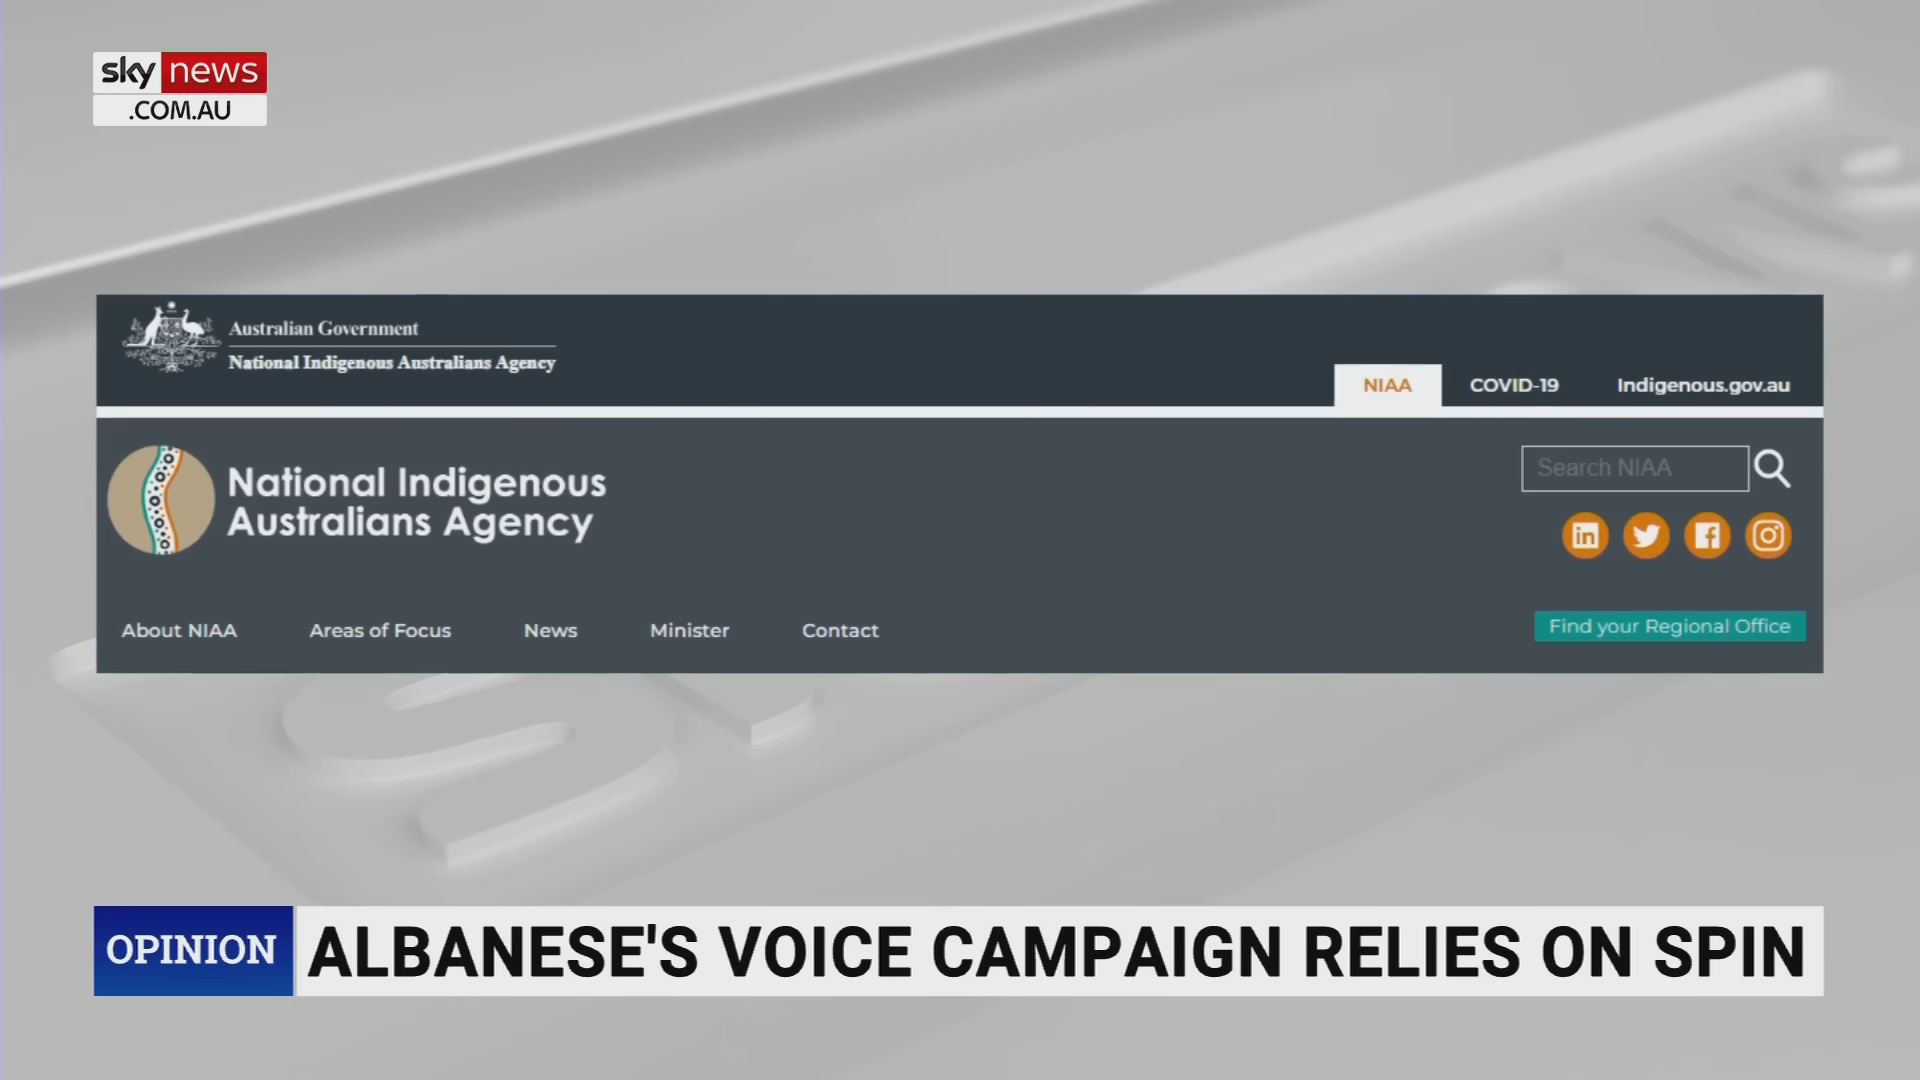 sky news
.COM.AU
Australian Government
National Indigenous Australians Agency
NIAA
COVID-19
Indigenous.gov.au
National Indigenous
Australians Agency
Search NIAA
About NIAA
Areas of Focus
News
Minister
Contact
Find your Regional Office
OPINION
ALBANESE'S VOICE CAMPAIGN RELIES ON SPIN